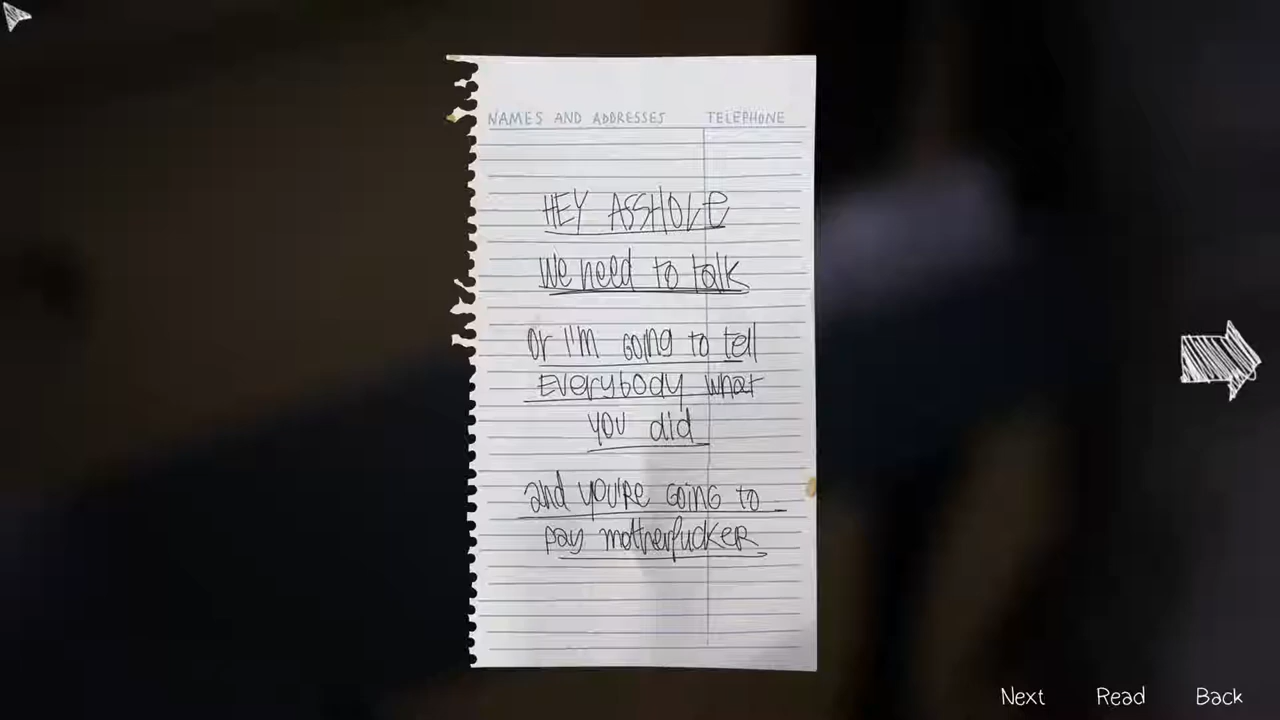 NAMES AND ADDRESSES TELEPHONE
HEY ASSHOLE
We need to talk
Or I'm going to tell
Everybody what
you did
and you're going to
pay motherfucker
Next Read Back